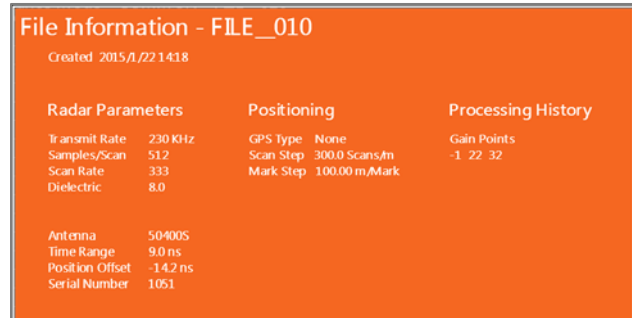 File Information - FILE__010
Created 2015/1/22 14:18
Radar Parameters
Transmit Rate 230 KHz
Samples/Scan 512
Scan Rate 333
Dielectric 8.0
Antenna 50400S
Time Range 9.0 ns
Position Offset -14.2 ns
Serial Number 1051
Positioning
GPS Type None
Scan Step 300.0 Scans/m
Mark Step 100.00 m/Mark
Processing History
Gain Points
-1 22 32